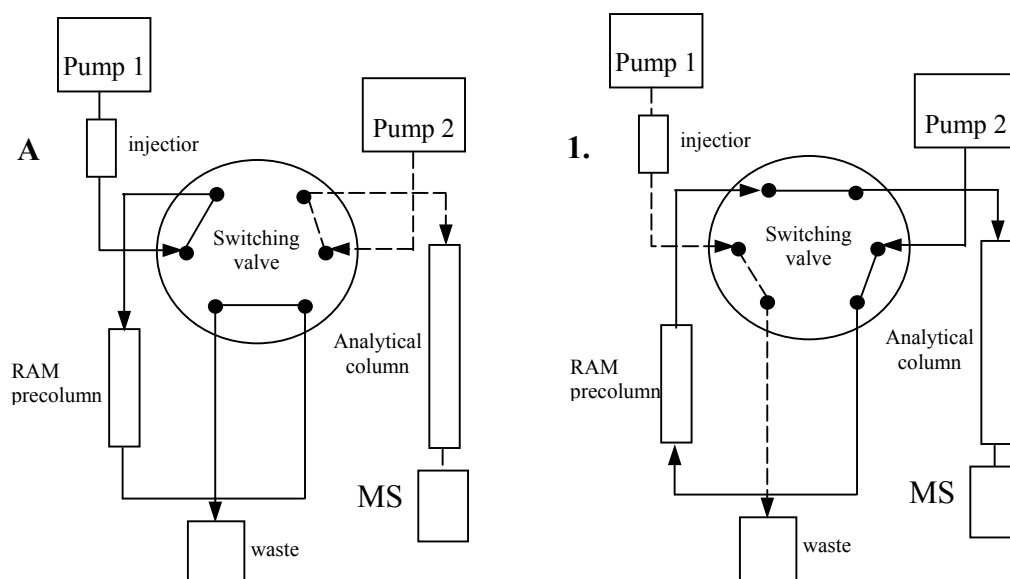 Pump 1
Pump 2
A
injectior
Switching
valve
RAM
precolumn
Analytical
column
MS
waste
Pump 1
Pump 2
1.
injectior
Switching
valve
RAM
precolumn
Analytical
column
MS
waste